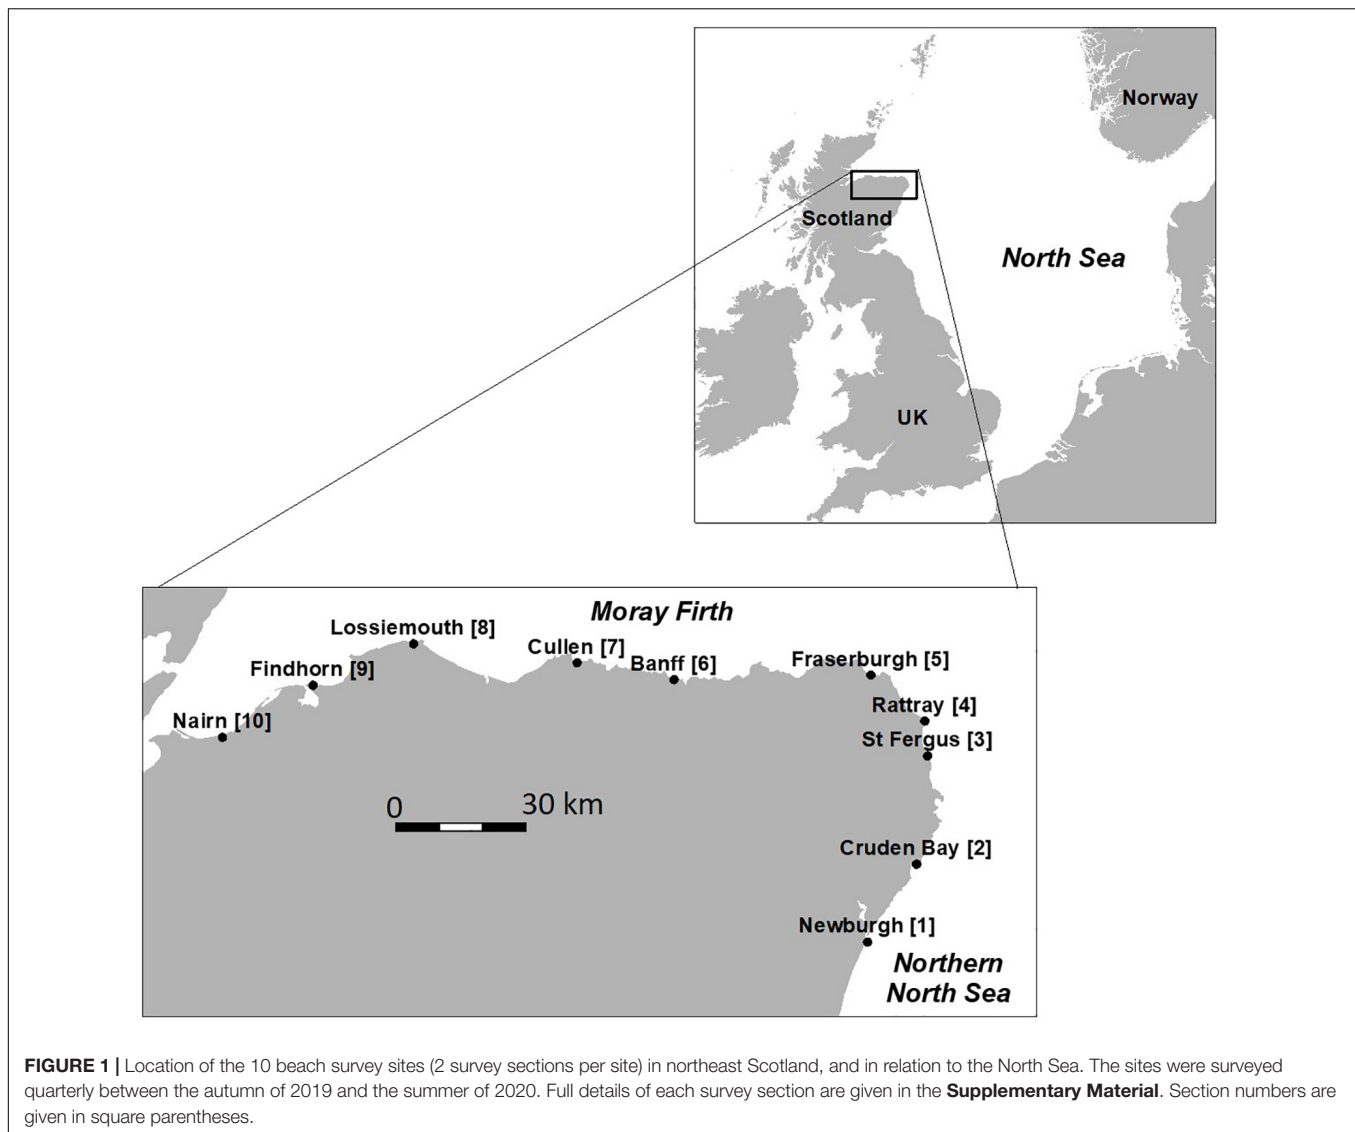 Norway
Scotland
North Sea
UK
Moray Firth
Lossiemouth [8]
Cullen [7]
Banff [6]
Fraserburgh [5]
Findhorn [9]
Rattray [4]
Nairn [10]
St Fergus [3]
0 30 km
Cruden Bay [2]
Newburgh [1]
Northern
North Sea
FIGURE 1 | Location of the 10 beach survey sites (2 survey sections per site) in northeast Scotland, and in relation to the North Sea. The sites were surveyed
quarterly between the autumn of 2019 and the summer of 2020. Full details of each survey section are given in the Supplementary Material. Section numbers are
given in square parentheses.